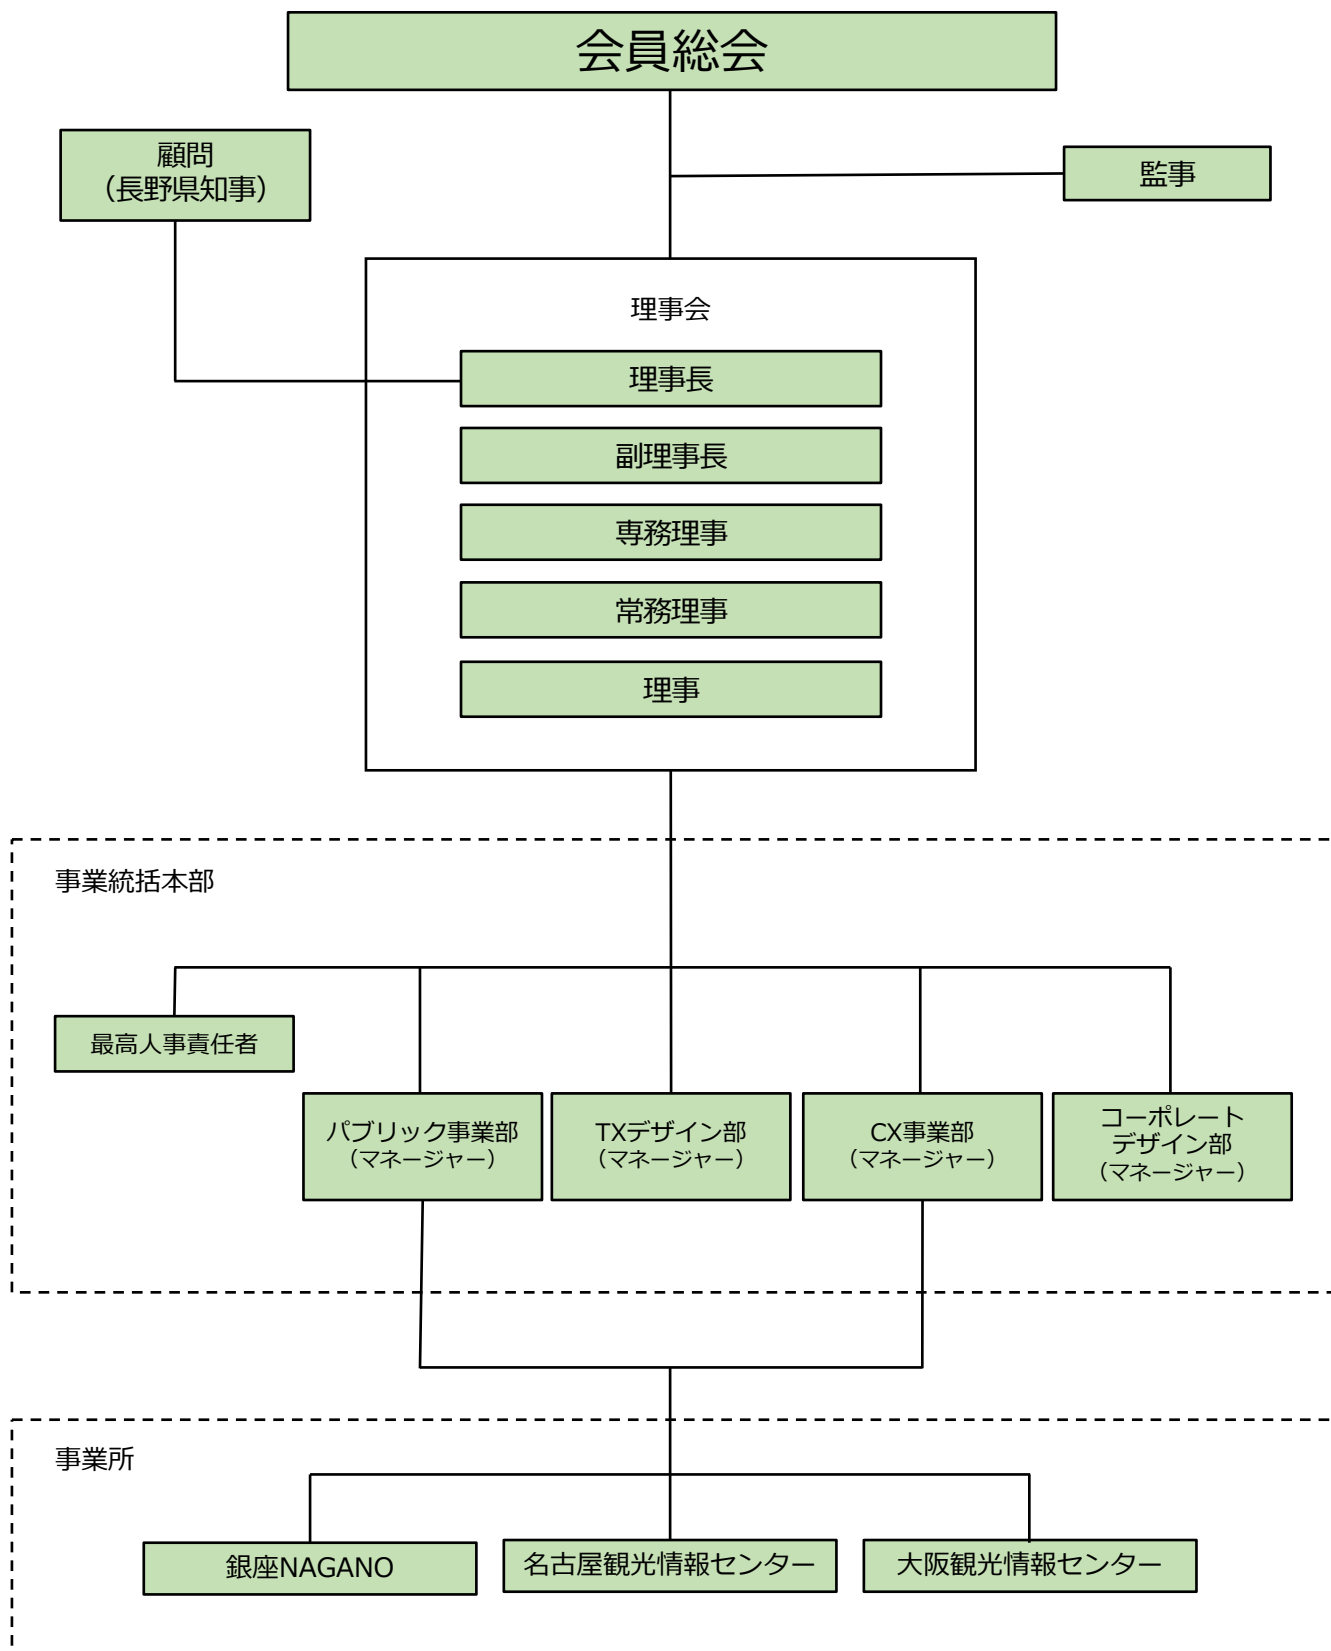 会員総会
顧問
（長野県知事）
監事
理事会
理事長
副理事長
専務理事
常務理事
理事
事業統括本部
最高人事責任者
パブリック事業部
（マネージャー）
TXデザイン部
（マネージャー）
CX事業部
（マネージャー）
コーポレート
デザイン部
（マネージャー）
事業所
銀座NAGANO
名古屋観光情報センター
大阪観光情報センター